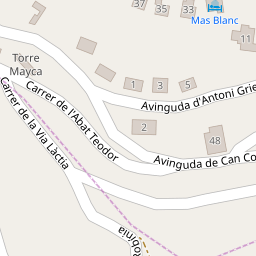 37
35
33
Mas Blanc
11
Torre
Mayca
1
3
5
Carrer de l'Abat Teodor
Avinguda d'Antoni Grie
2
48
Carrer de la Via Làctia
Avinguda de Can Co
Robínia